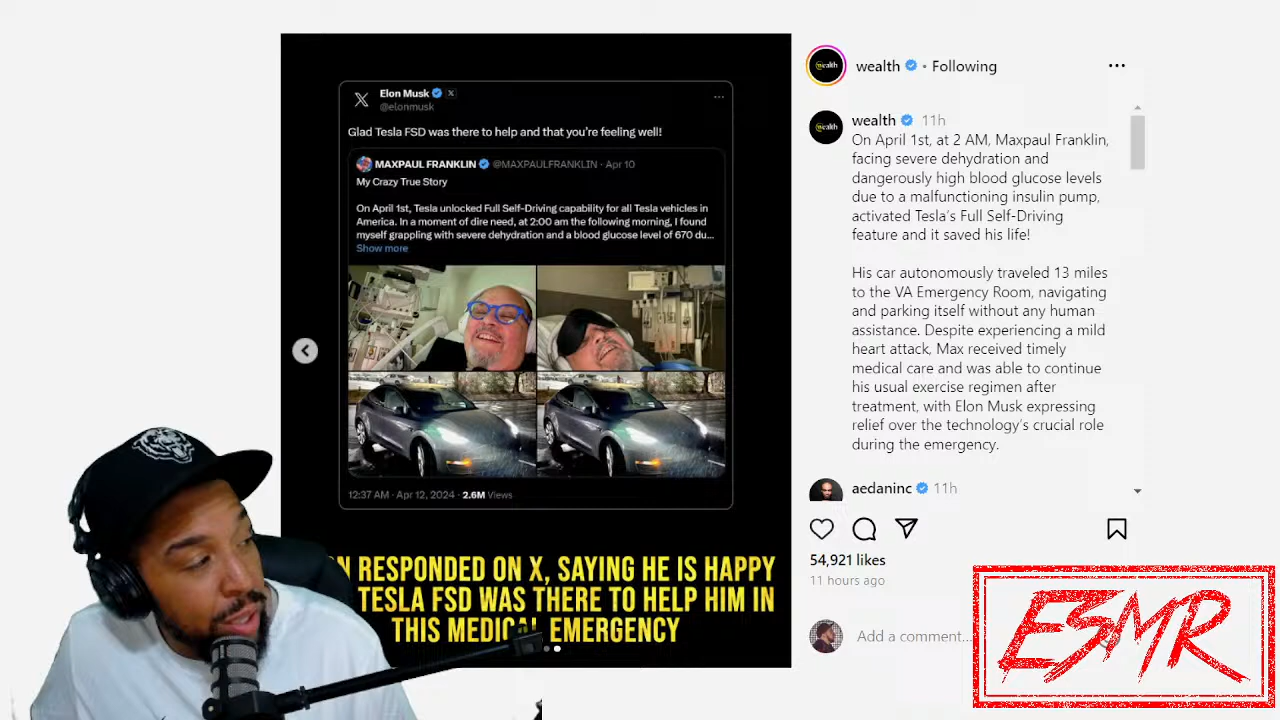 Elon Musk
@elonmusk
Glad Tesla FSD was there to help and that you're feeling well!
MAXPAUL FRANKLIN @MAXPAULFRANKLIN · Apr 10
My Crazy True Story
On April 1st, Tesla unlocked Full Self-Driving capability for all Tesla vehicles in
America. In a moment of dire need, at 2:00 am the following morning, I found
myself grappling with severe dehydration and a blood glucose level of 670 du...
Show more
12:37 AM · Apr 12, 2024 · 2.6M Views
N RESPONDED ON X, SAYING HE IS HAPPY
TESLA FSD WAS THERE TO HELP HIM IN
THIS MEDICAL EMERGENCY
wealth
wealth • Following
wealth
wealth 11h
On April 1st, at 2 AM, Maxpaul Franklin,
facing severe dehydration and
dangerously high blood glucose levels
due to a malfunctioning insulin pump,
activated Tesla's Full Self-Driving
feature and it saved his life!
His car autonomously traveled 13 miles
to the VA Emergency Room, navigating
and parking itself without any human
assistance. Despite experiencing a mild
heart attack, Max received timely
medical care and was able to continue
his usual exercise regimen after
treatment, with Elon Musk expressing
relief over the technology's crucial role
during the emergency.
aedaninc 11h
54,921 likes
11 hours ago
Add a comment...
ESMR